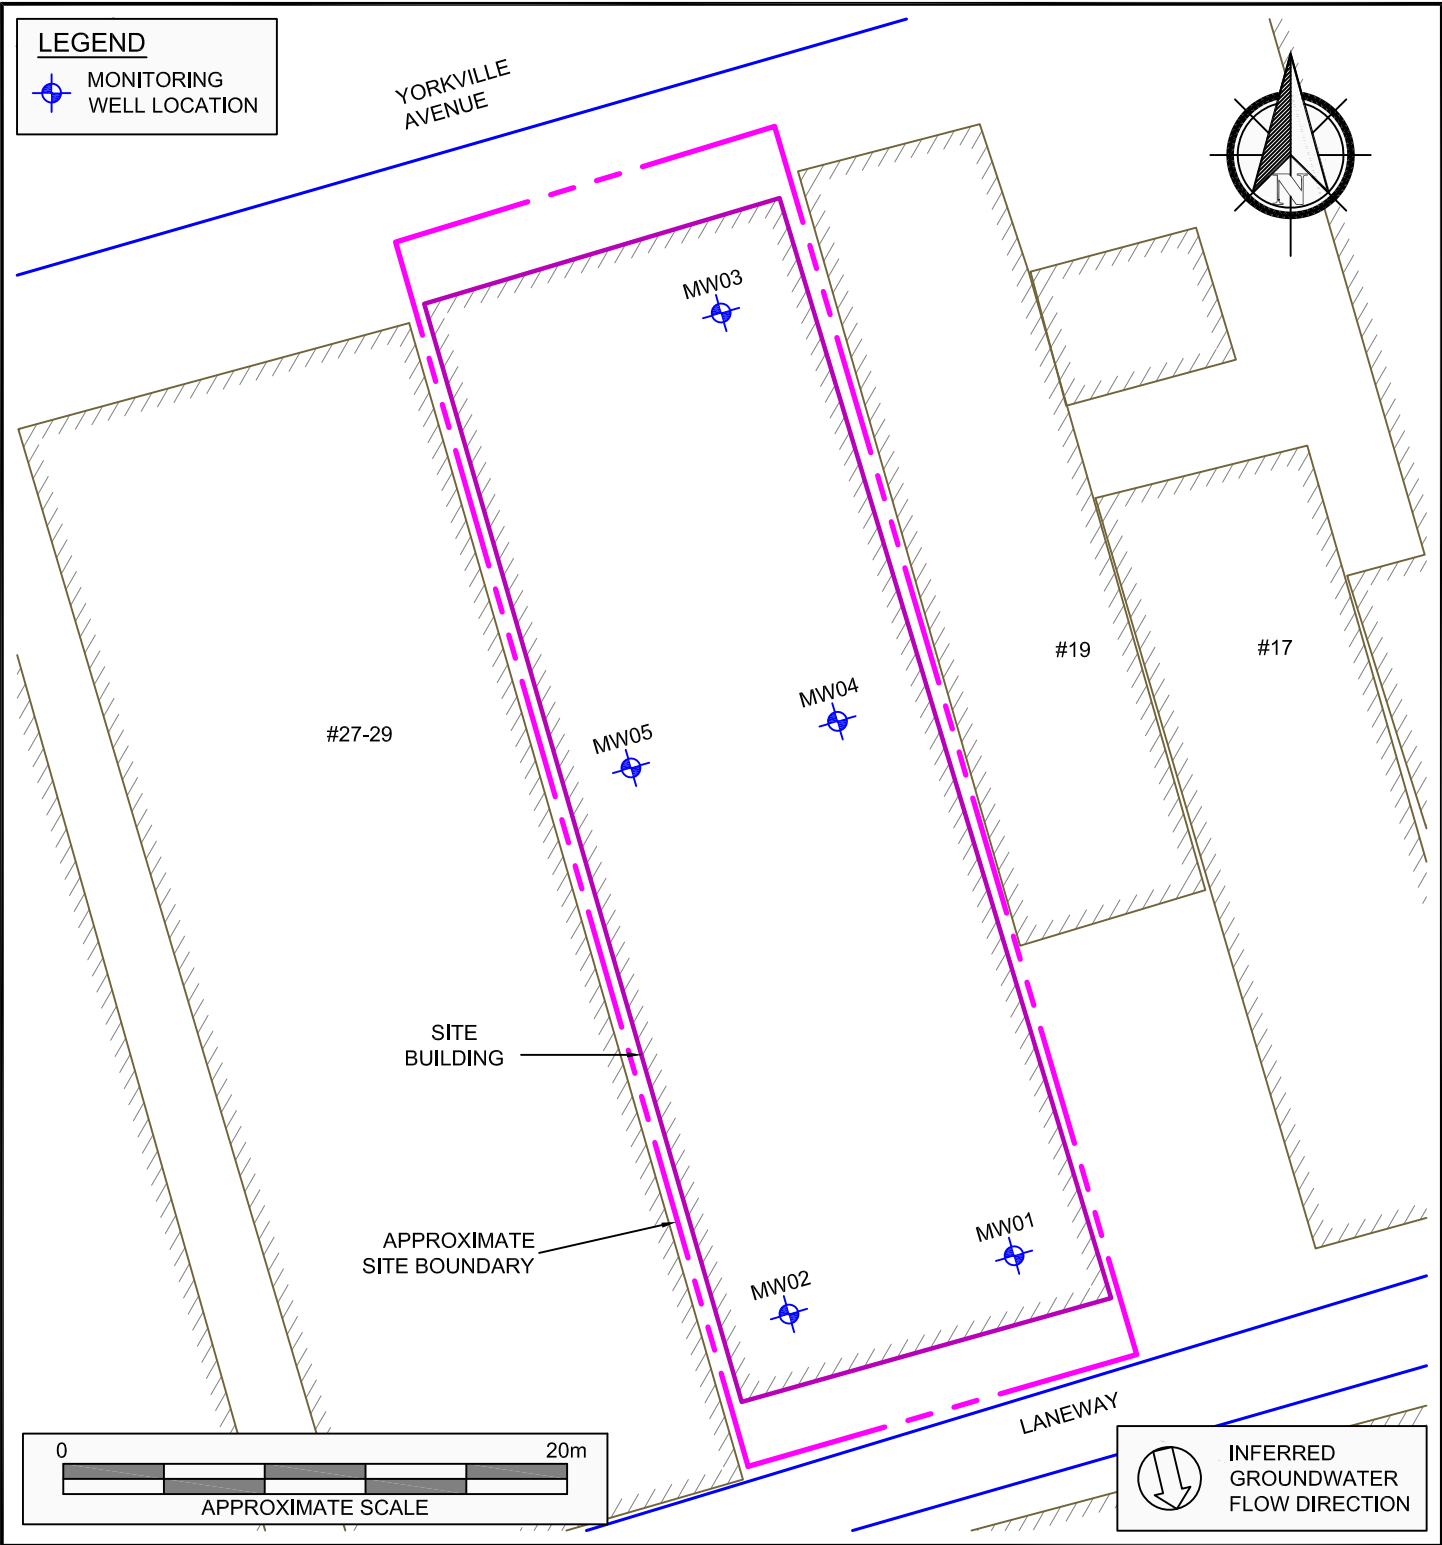 LEGEND
MONITORING
WELL LOCATION
YORKVILLE
AVENUE
N
MW03
#19
#17
MW04
#27-29
MW05
SITE
BUILDING
MW01
APPROXIMATE
SITE BOUNDARY
MW02
LANEWAY
0 20m
APPROXIMATE SCALE
INFERRED
GROUNDWATER
FLOW DIRECTION